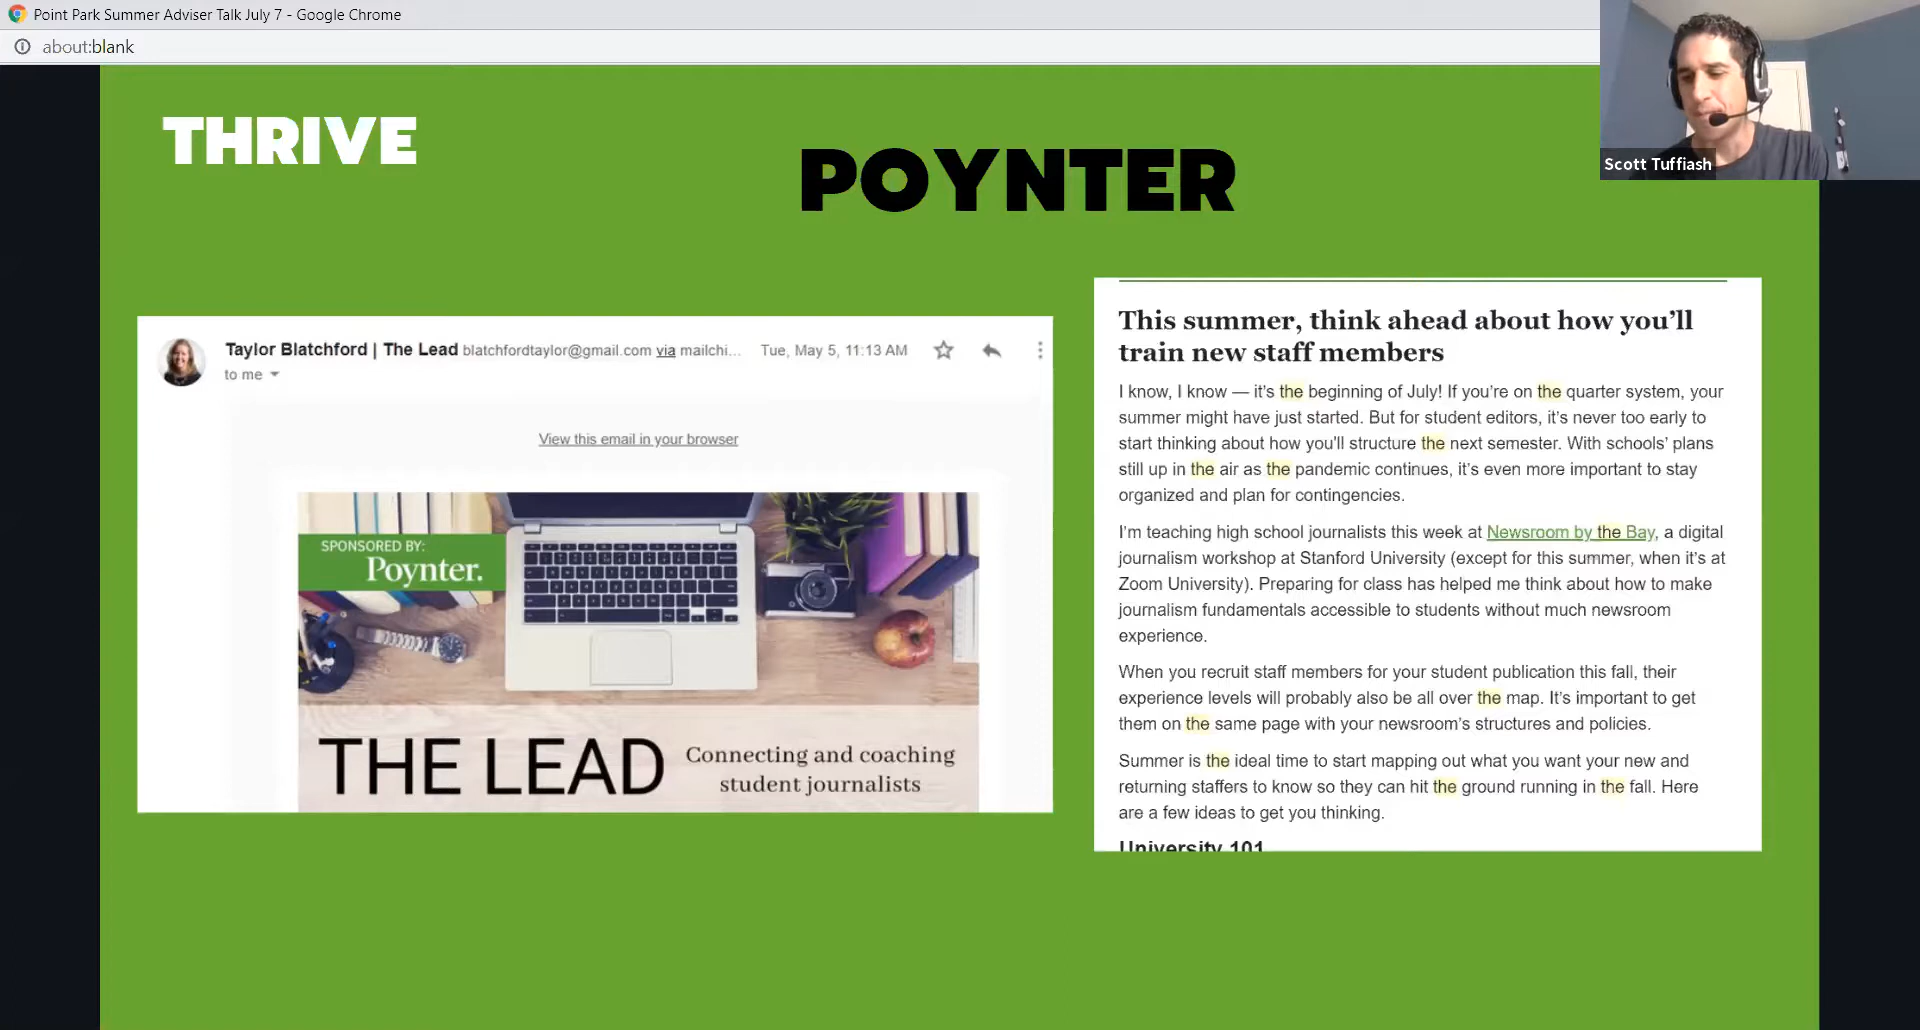 Point Park Summer Adviser Talk July 7 - Google Chrome
about:blank
THRIVE
POYNTER
Scott Tuffiash
Taylor Blatchford | The Lead blatchfordtaylor@gmail.com via mailchi... Tue, May 5, 11:13 AM
to me
View this email in your browser
SPONSORED BY:
Poynter.
THE LEAD
Connecting and coaching
student journalists
This summer, think ahead about how you'll
train new staff members
I know, I know — it's the beginning of July! If you're on the quarter system, your
summer might have just started. But for student editors, it's never too early to
start thinking about how you'll structure the next semester. With schools' plans
still up in the air as the pandemic continues, it's even more important to stay
organized and plan for contingencies.
I'm teaching high school journalists this week at Newsroom by the Bay, a digital
journalism workshop at Stanford University (except for this summer, when it's at
Zoom University). Preparing for class has helped me think about how to make
journalism fundamentals accessible to students without much newsroom
experience.
When you recruit staff members for your student publication this fall, their
experience levels will probably also be all over the map. It's important to get
them on the same page with your newsroom's structures and policies.
Summer is the ideal time to start mapping out what you want your new and
returning staffers to know so they can hit the ground running in the fall. Here
are a few ideas to get you thinking.
University 101